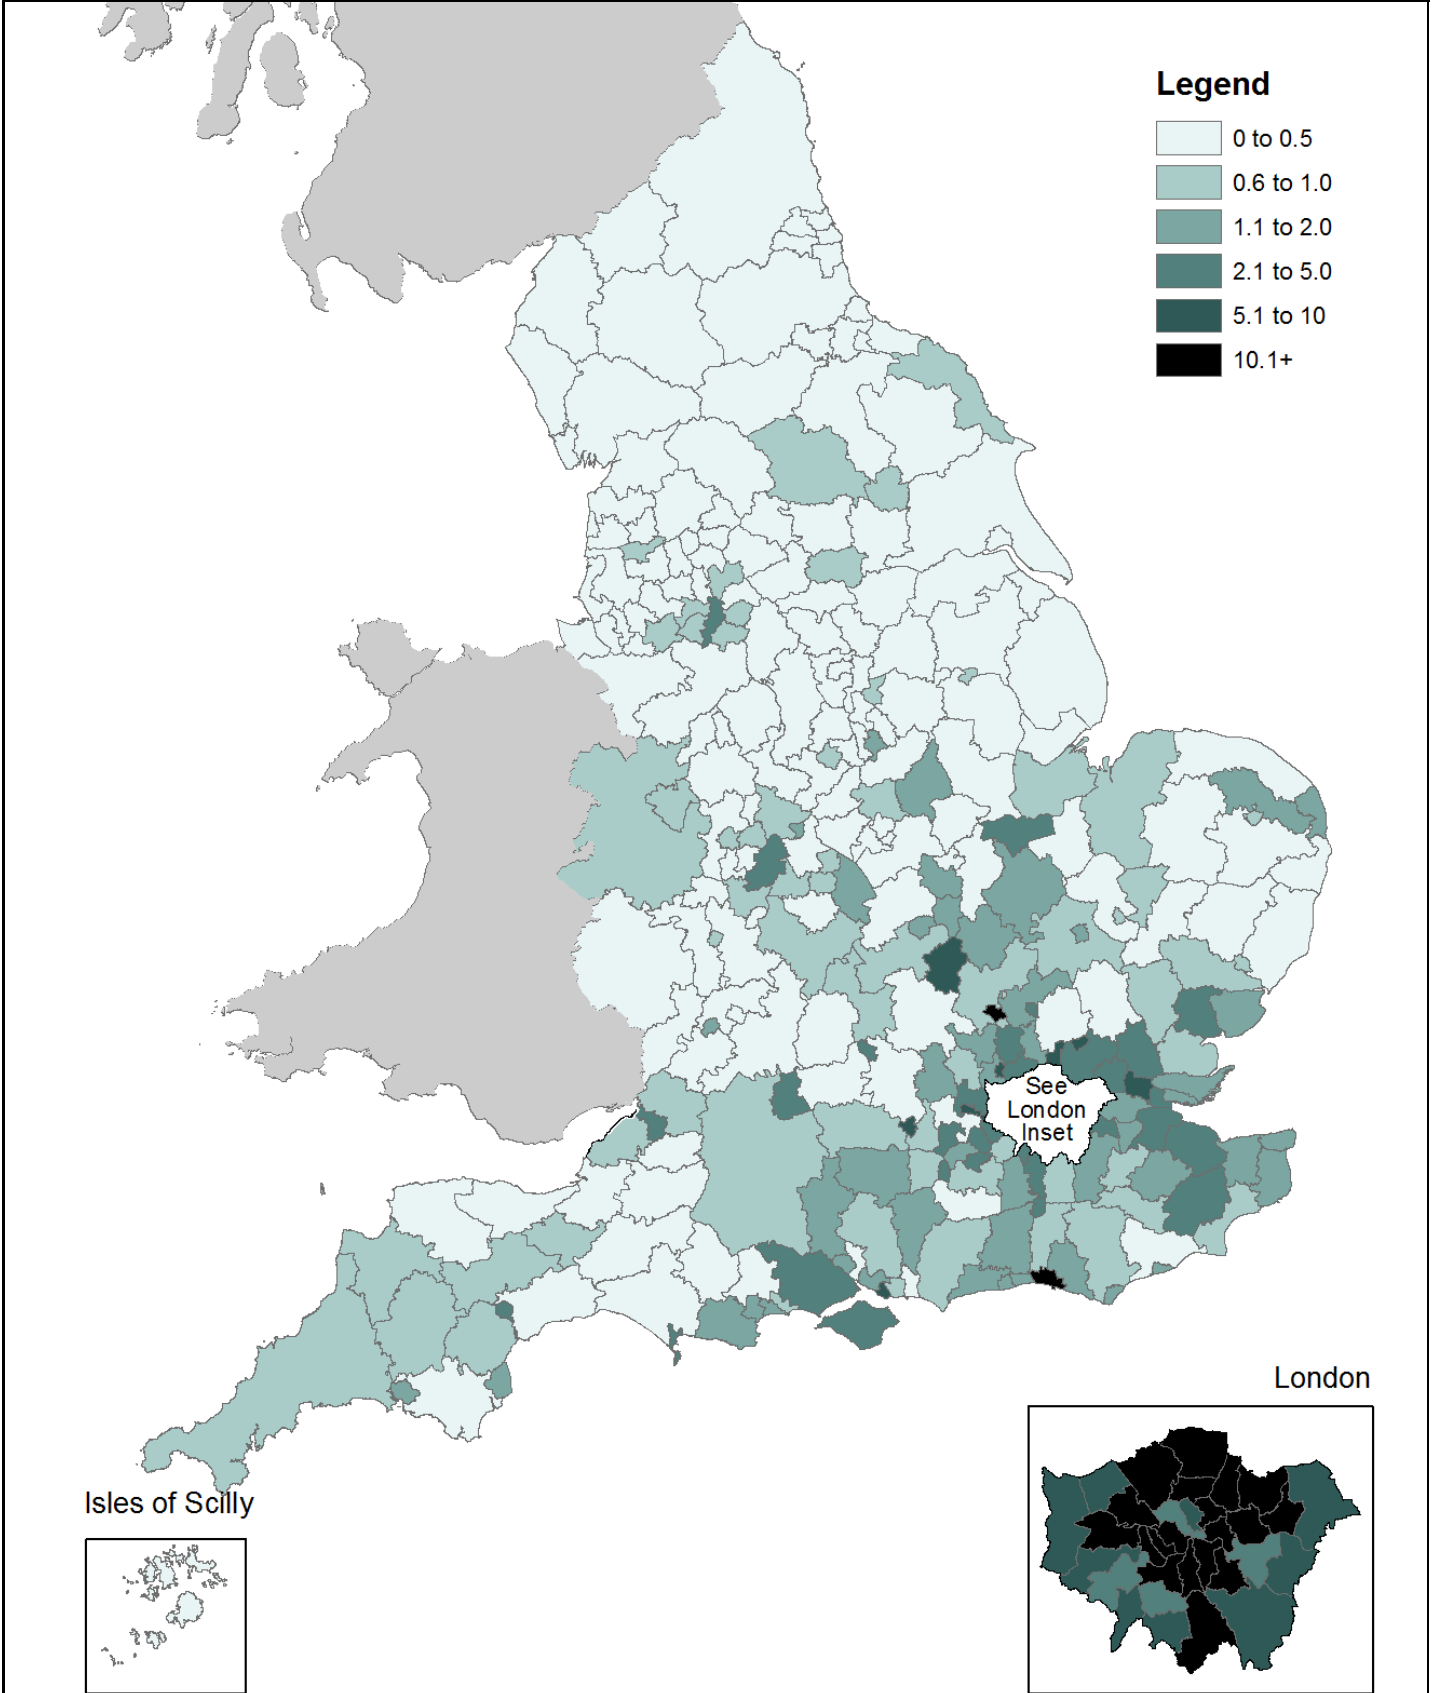 Legend
0 to 0.5
0.6 to 1.0
1.1 to 2.0
2.1 to 5.0
5.1 to 10
10.1+
See
London
Inset
London
Isles of Scilly